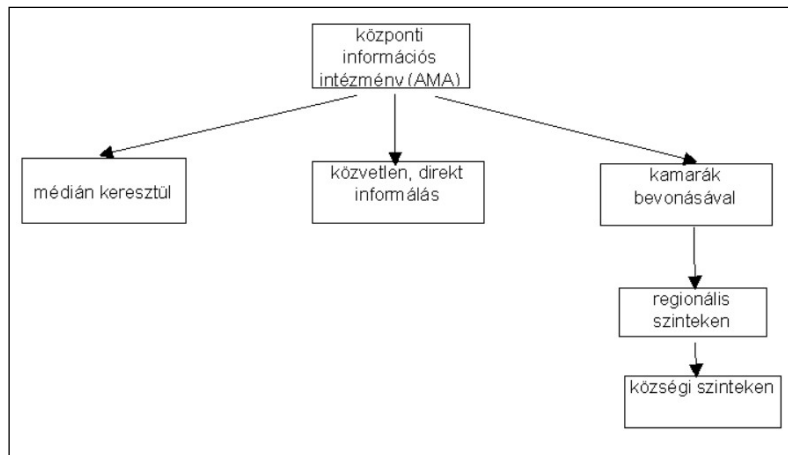 központi
információs
intézmény (AMA)
médián keresztül
közvetlen, direkt
informálás
kamarák
bevonásával
regionális
szinteken
községi szinteken